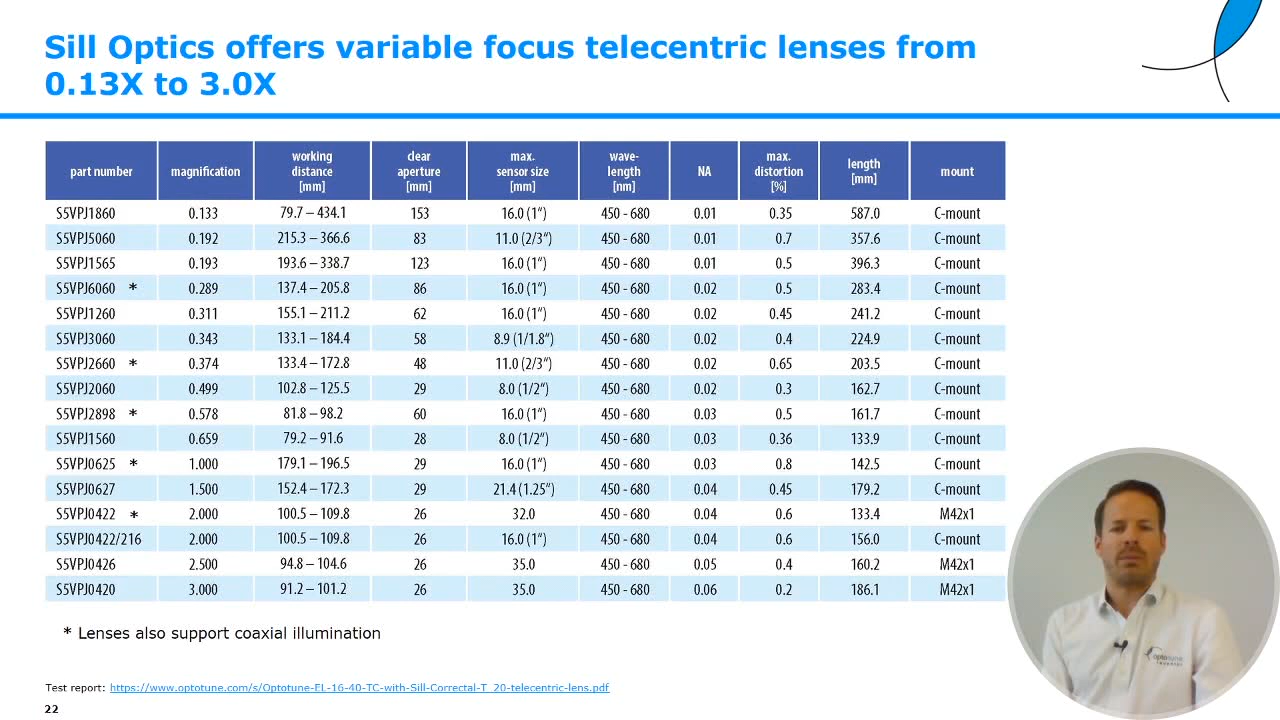 Sill Optics offers variable focus telecentric lenses from
0.13X to 3.0X
part number magnification working distance [mm] clear aperture [mm] max. sensor size [mm] wave-length [nm] NA max. distortion [%] length [mm] mount
S5VPJ1860 0.133 79.7 – 434.1 153 16.0 (1“) 450 - 680 0.01 0.35 587.0 C-mount
S5VPJ5060 0.192 215.3 – 366.6 83 11.0 (2/3“) 450 - 680 0.01 0.7 357.6 C-mount
S5VPJ1565 0.193 193.6 – 338.7 123 16.0 (1“) 450 - 680 0.01 0.5 396.3 C-mount
S5VPJ6060 * 0.289 137.4 – 205.8 86 16.0 (1“) 450 - 680 0.02 0.5 283.4 C-mount
S5VPJ1260 0.311 155.1 – 211.2 62 16.0 (1“) 450 - 680 0.02 0.45 241.2 C-mount
S5VPJ3060 0.343 133.1 – 184.4 58 8.9 (1/1.8“) 450 - 680 0.02 0.4 224.9 C-mount
S5VPJ2660 * 0.374 133.4 – 172.8 48 11.0 (2/3“) 450 - 680 0.02 0.65 203.5 C-mount
S5VPJ2060 0.499 102.8 – 125.5 29 8.0 (1/2“) 450 - 680 0.02 0.3 162.7 C-mount
S5VPJ2898 * 0.578 81.8 – 98.2 60 16.0 (1“) 450 - 680 0.03 0.5 161.7 C-mount
S5VPJ1560 0.659 79.2 – 91.6 28 8.0 (1/2“) 450 - 680 0.03 0.36 133.9 C-mount
S5VPJ0625 * 1.000 179.1 – 196.5 29 16.0 (1“) 450 - 680 0.03 0.8 142.5 C-mount
S5VPJ0627 1.500 152.4 – 172.3 29 21.4 (1.25“) 450 - 680 0.04 0.45 179.2 C-mount
S5VPJ0422 * 2.000 100.5 – 109.8 26 32.0 450 - 680 0.04 0.6 133.4 M42x1
S5VPJ0422/216 2.000 100.5 – 109.8 26 16.0 (1“) 450 - 680 0.04 0.6 156.0 C-mount
S5VPJ0426 2.500 94.8 – 104.6 26 35.0 450 - 680 0.05 0.4 160.2 M42x1
S5VPJ0420 3.000 91.2 – 101.2 26 35.0 450 - 680 0.06 0.2 186.1 M42x1
* Lenses also support coaxial illumination
optotune
Test report: https://www.optotune.com/s/Optotune-EL-16-40-TC-with-Sill-Correctal-T_20-telecentric-lens.pdf
22